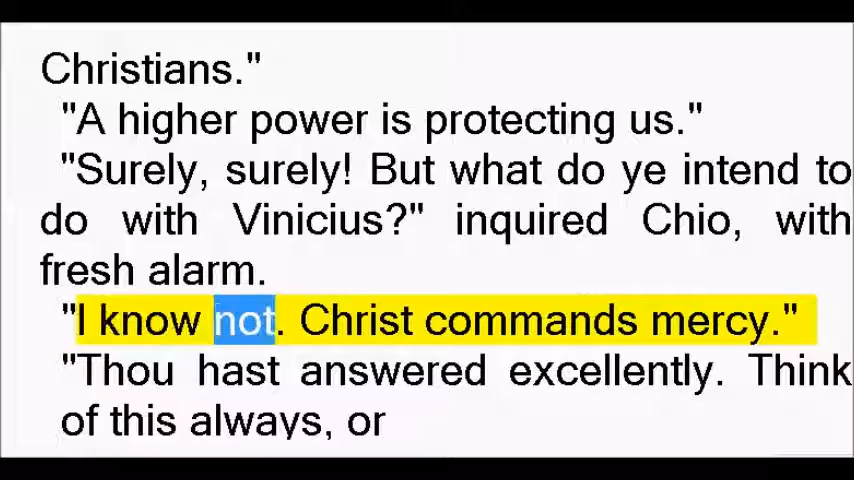 Christians."
"A higher power is protecting us."
"Surely, surely! But what do ye intend to
do with Vinicius?" inquired Chio, with
fresh alarm.
"I know not. Christ commands mercy."
"Thou hast answered excellently. Think
of this always, or